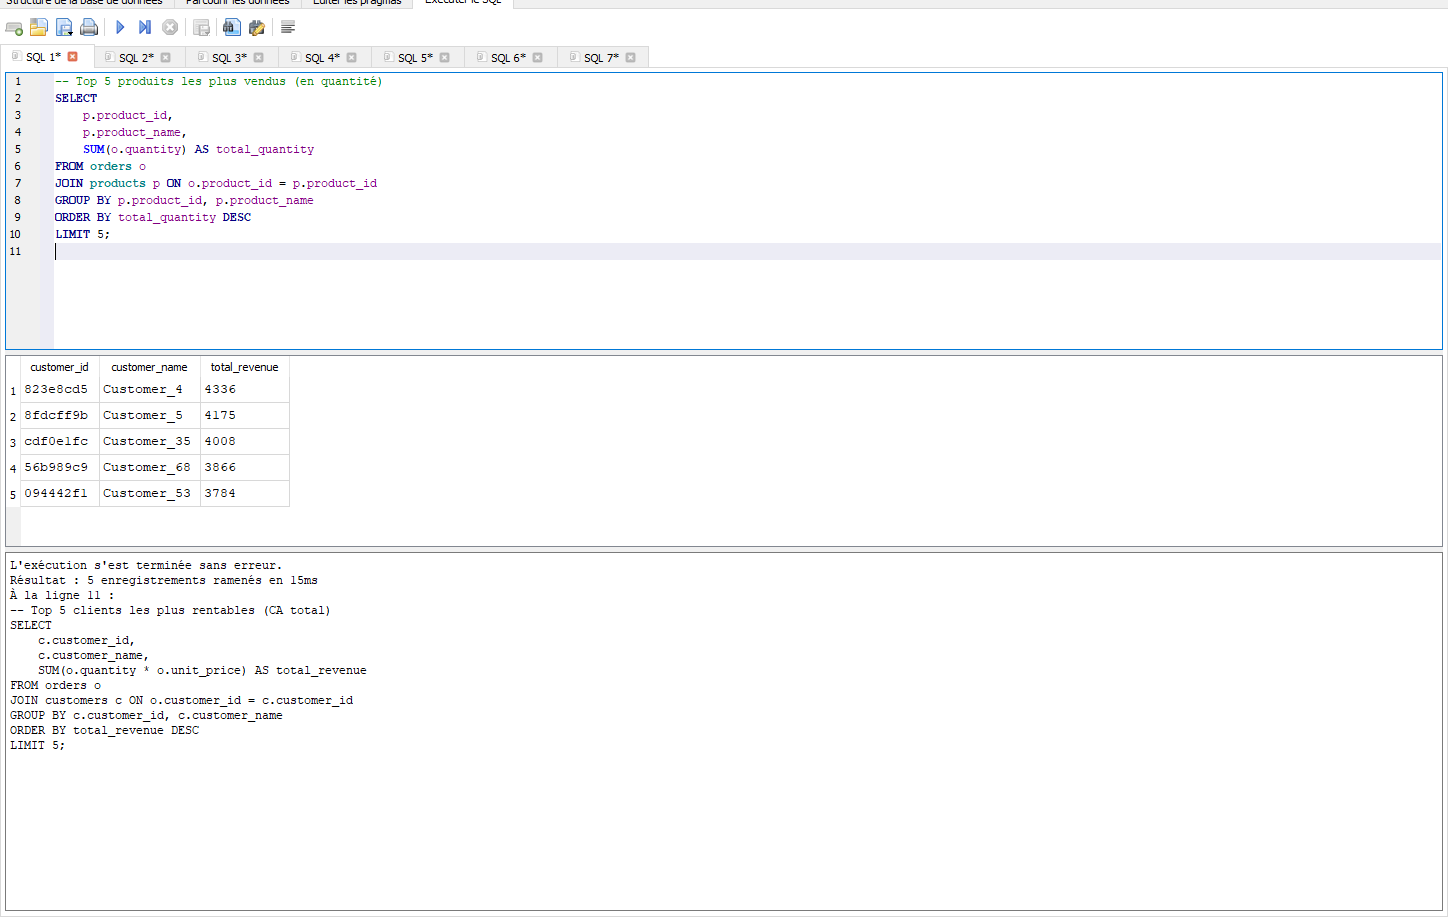 Structure de la base de données Parcourir les données Éditer les pragmas Exécuter le SQL
SQL 1* SQL 2* SQL 3* SQL 4* SQL 5* SQL 6* SQL 7*
1 -- Top 5 produits les plus vendus (en quantité)
2 SELECT
3 p.product_id,
4 p.product_name,
5 SUM(o.quantity) AS total_quantity
6 FROM orders o
7 JOIN products p ON o.product_id = p.product_id
8 GROUP BY p.product_id, p.product_name
9 ORDER BY total_quantity DESC
10 LIMIT 5;
11
customer_id customer_name total_revenue
1 823e8cd5 Customer_4 4336
2 8fdcff9b Customer_5 4175
3 cdf0e1fc Customer_35 4008
4 56b989c9 Customer_68 3866
5 094442f1 Customer_53 3784
L'exécution s'est terminée sans erreur.
Résultat : 5 enregistrements ramenés en 15ms
À la ligne 11 :
-- Top 5 clients les plus rentables (CA total)
SELECT
c.customer_id,
c.customer_name,
SUM(o.quantity * o.unit_price) AS total_revenue
FROM orders o
JOIN customers c ON o.customer_id = c.customer_id
GROUP BY c.customer_id, c.customer_name
ORDER BY total_revenue DESC
LIMIT 5;